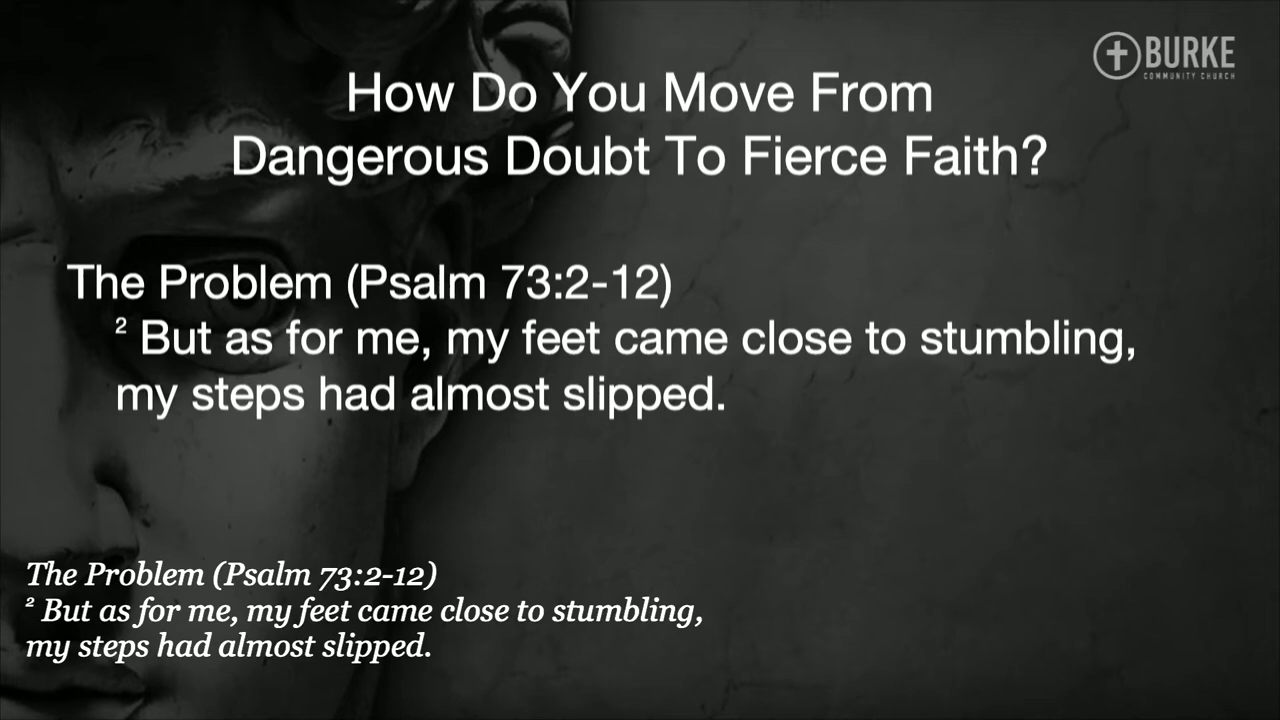 BURKE
COMMUNITY CHURCH
How Do You Move From
Dangerous Doubt To Fierce Faith?
The Problem (Psalm 73:2-12)
² But as for me, my feet came close to stumbling,
my steps had almost slipped.
The Problem (Psalm 73:2-12)
² But as for me, my feet came close to stumbling,
my steps had almost slipped.